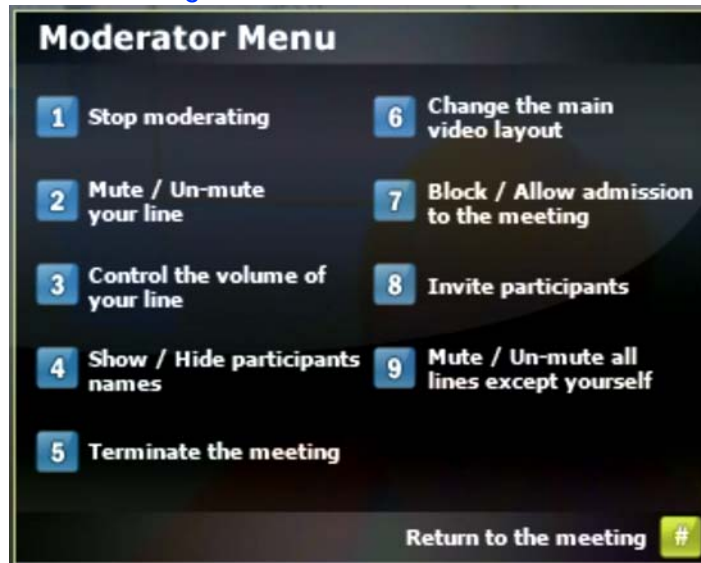 Moderator Menu
1 Stop moderating
2 Mute / Un-mute
your line
3 Control the volume of
your line
4 Show / Hide participants
names
5 Terminate the meeting
6 Change the main
video layout
7 Block / Allow admission
to the meeting
8 Invite participants
9 Mute / Un-mute all
lines except yourself
Return to the meeting #